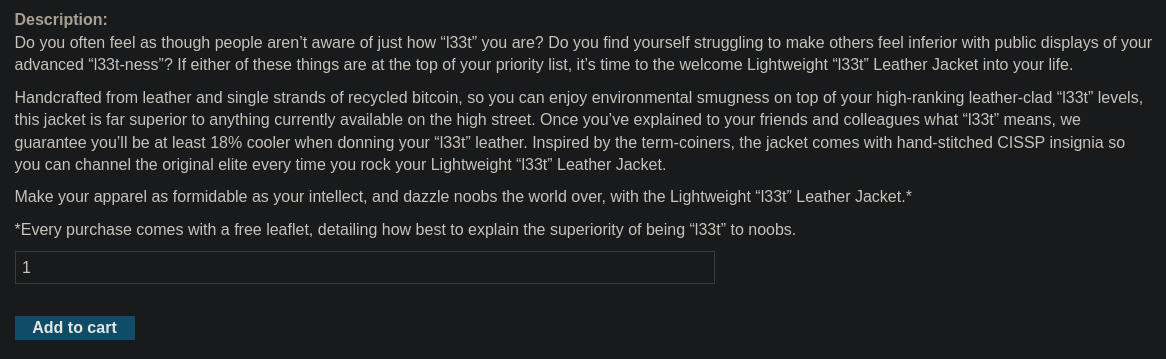 Description:
Do you often feel as though people aren’t aware of just how “l33t” you are? Do you find yourself struggling to make others feel inferior with public displays of your
advanced “l33t-ness”? If either of these things are at the top of your priority list, it’s time to the welcome Lightweight “l33t” Leather Jacket into your life.
Handcrafted from leather and single strands of recycled bitcoin, so you can enjoy environmental smugness on top of your high-ranking leather-clad “l33t” levels,
this jacket is far superior to anything currently available on the high street. Once you’ve explained to your friends and colleagues what “l33t” means, we
guarantee you’ll be at least 18% cooler when donning your “l33t” leather. Inspired by the term-coiners, the jacket comes with hand-stitched CISSP insignia so
you can channel the original elite every time you rock your Lightweight “l33t” Leather Jacket.
Make your apparel as formidable as your intellect, and dazzle noobs the world over, with the Lightweight “l33t” Leather Jacket.*
*Every purchase comes with a free leaflet, detailing how best to explain the superiority of being “l33t” to noobs.
1
Add to cart